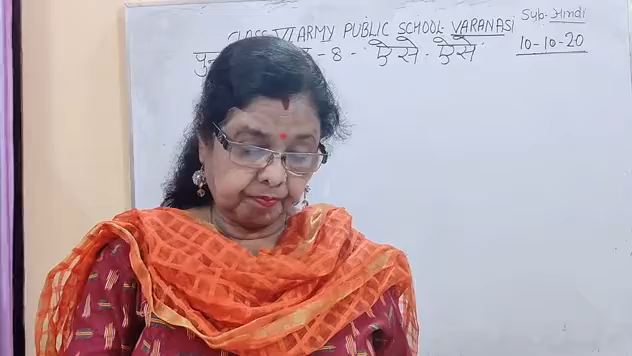 CLASS VI ARMY PUBLIC SCHOOL VARANASI
Sub- हिन्दी
- 8 - ऐसे - ऐसे
10-10-20